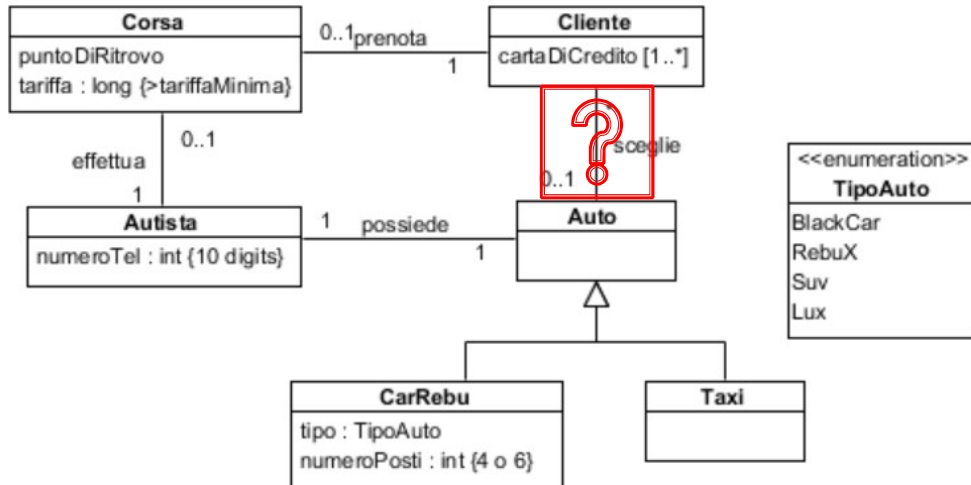 Corsa
puntoDiRitrovo
tariffa : long {>tariffaMinima}
0..1
prenota
1
Cliente
cartaDiCredito [1..*]
*
sceglie
0..1
?
0..1
effettua
1
Autista
numeroTel : int {10 digits}
1
possiede
1
Auto
<<enumeration>>
TipoAuto
BlackCar
RebuX
Suv
Lux
CarRebu
tipo : TipoAuto
numeroPosti : int {4 o 6}
Taxi